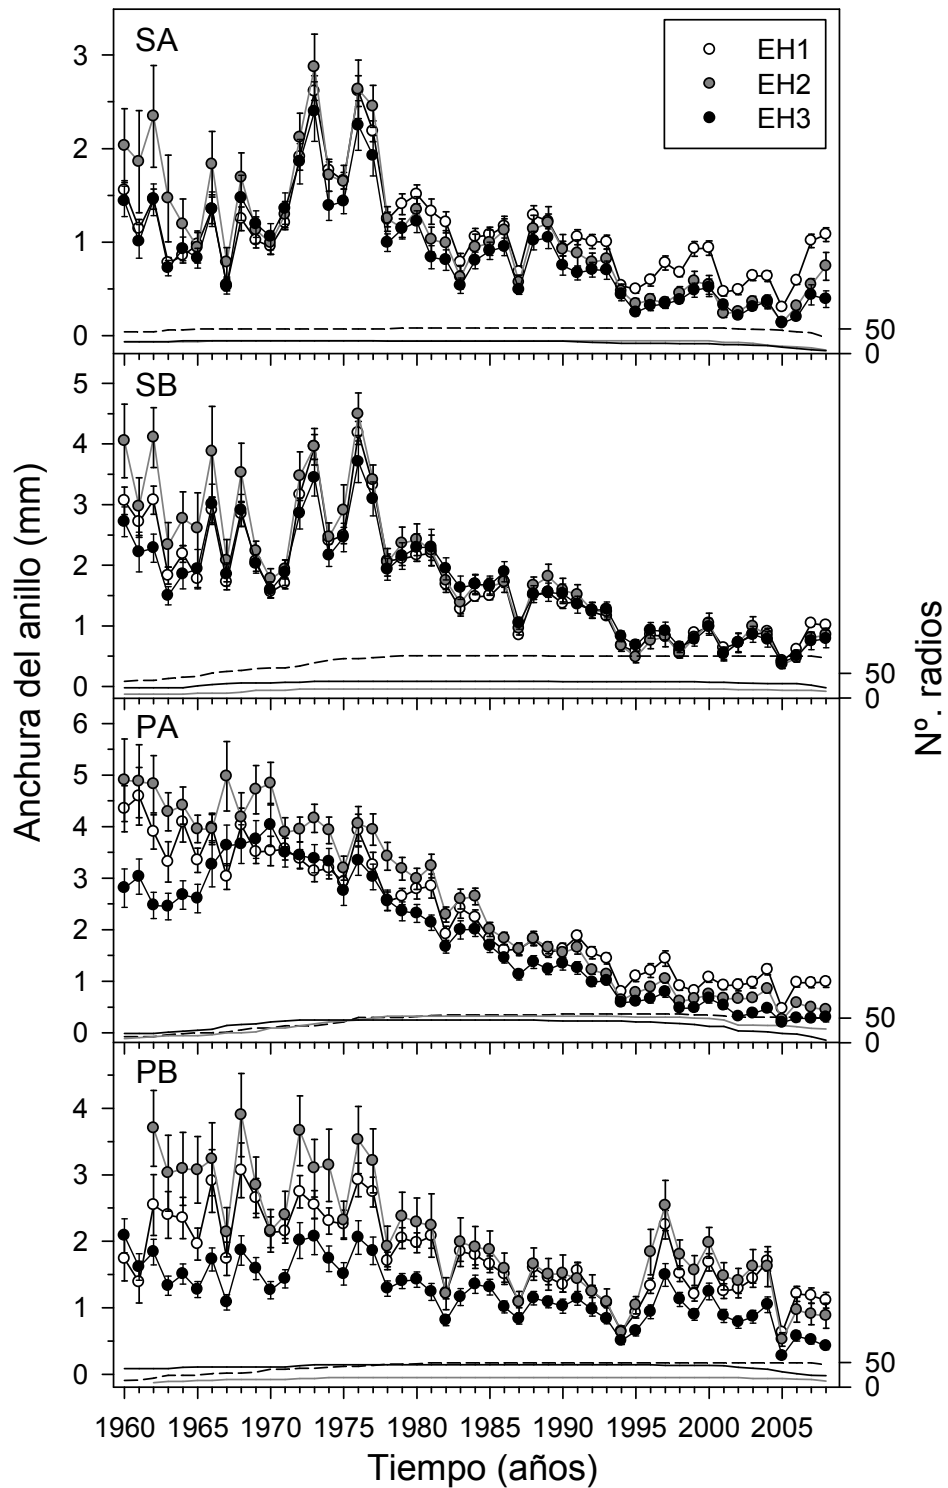 SA
EH1
EH2
EH3
3
2
1
0
50
0
SB
5
4
3
2
1
0
50
0
PA
6
5
4
3
2
1
0
50
0
PB
4
3
2
1
0
50
0
1960 1965 1970 1975 1980 1985 1990 1995 2000 2005
Tiempo (años)
Anchura del anillo (mm)
Nº. radios